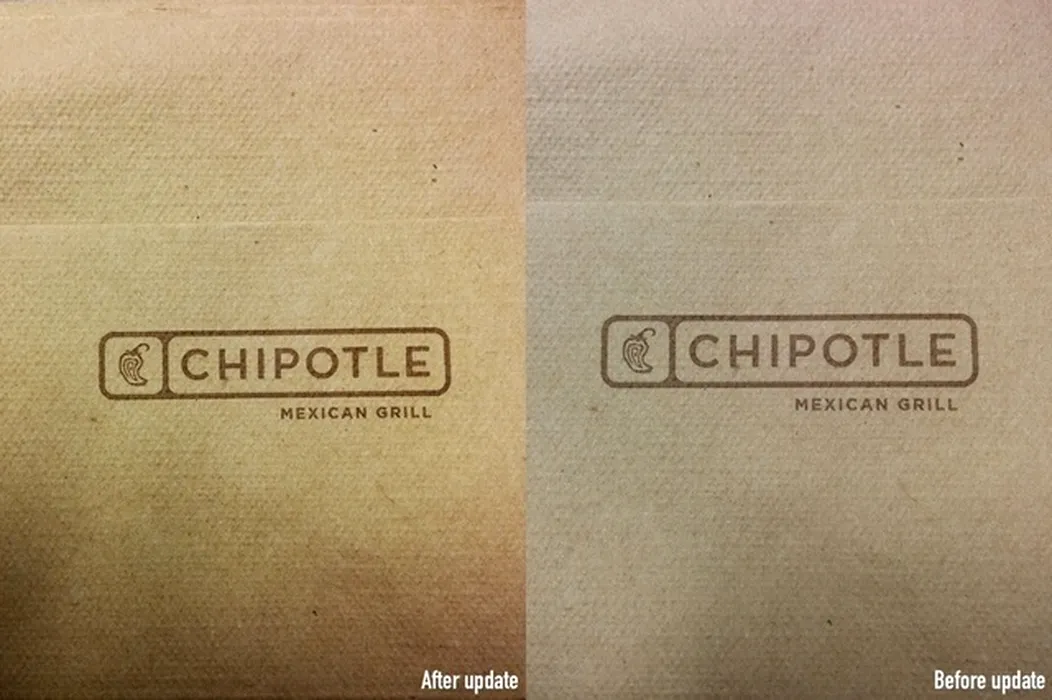 CHIPOTLE
MEXICAN GRILL
After update
CHIPOTLE
MEXICAN GRILL
Before update